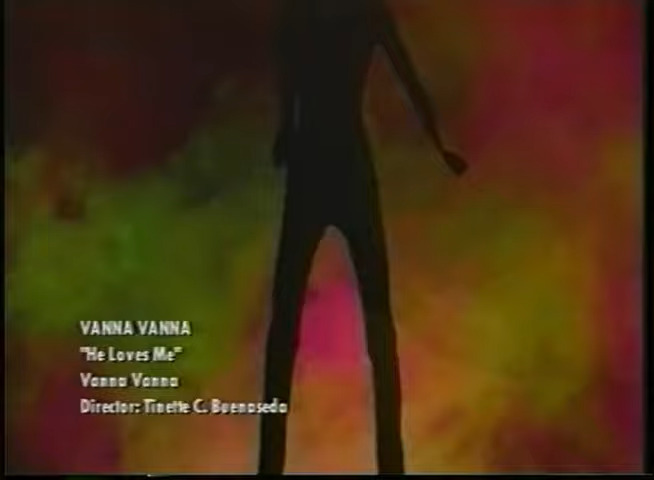 VANNA VANNA
"He Loves Me"
Vanna Vanna
Director: Tinette C. Buenaseda